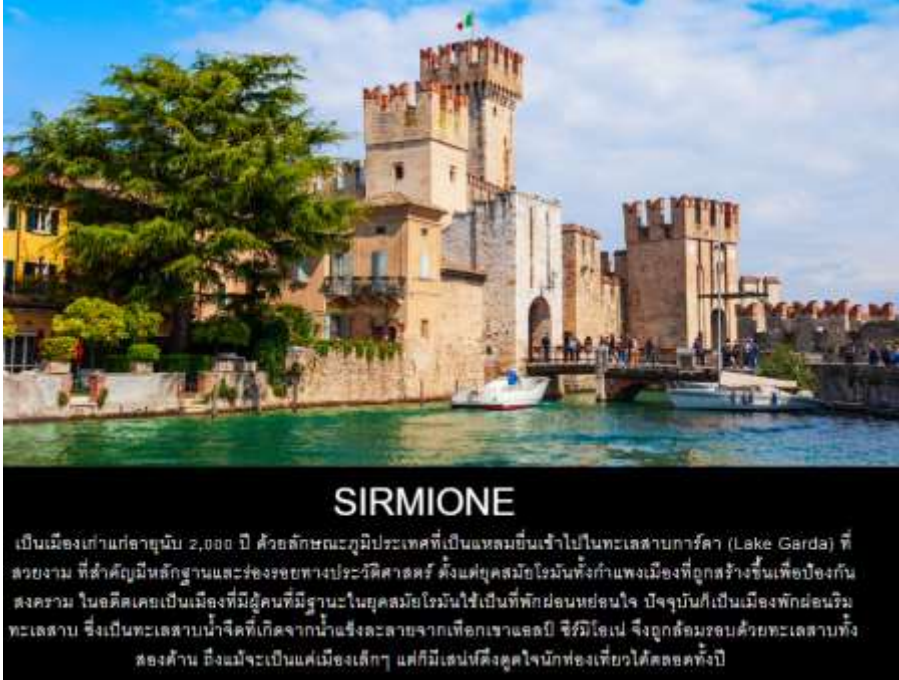 SIRMIONE
เป็นเมืองเก่าแก่อายุนับ 2,000 ปี ด้วยลักษณะภูมิประเทศที่เป็นแหลมยื่นเข้าไปในทะเลสาบการ์ดา (Lake Garda) ที่
สวยงาม ที่สำคัญมีหลักฐานและร่องรอยทางประวัติศาสตร์ ตั้งแต่ยุคสมัยโรมันทั้งกำแพงเมืองที่ถูกสร้างขึ้นเพื่อป้องกัน
สงคราม ในอดีตเคยเป็นเมืองที่มีผู้คนที่มีฐานะในยุคสมัยโรมันใช้เป็นที่พักผ่อนหย่อนใจ ปัจจุบันก็เป็นเมืองพักผ่อนริม
ทะเลสาบ ซึ่งเป็นทะเลสาบน้ำจืดที่เกิดจากน้ำแข็งละลายจากเทือกเขาแอลป์ ซีร์มิโอเน่ จึงถูกล้อมรอบด้วยทะเลสาบทั้ง
สองด้าน ถึงแม้จะเป็นแค่เมืองเล็กๆ แต่ก็มีเสน่ห์ดึงดูดใจนักท่องเที่ยวได้ตลอดทั้งปี